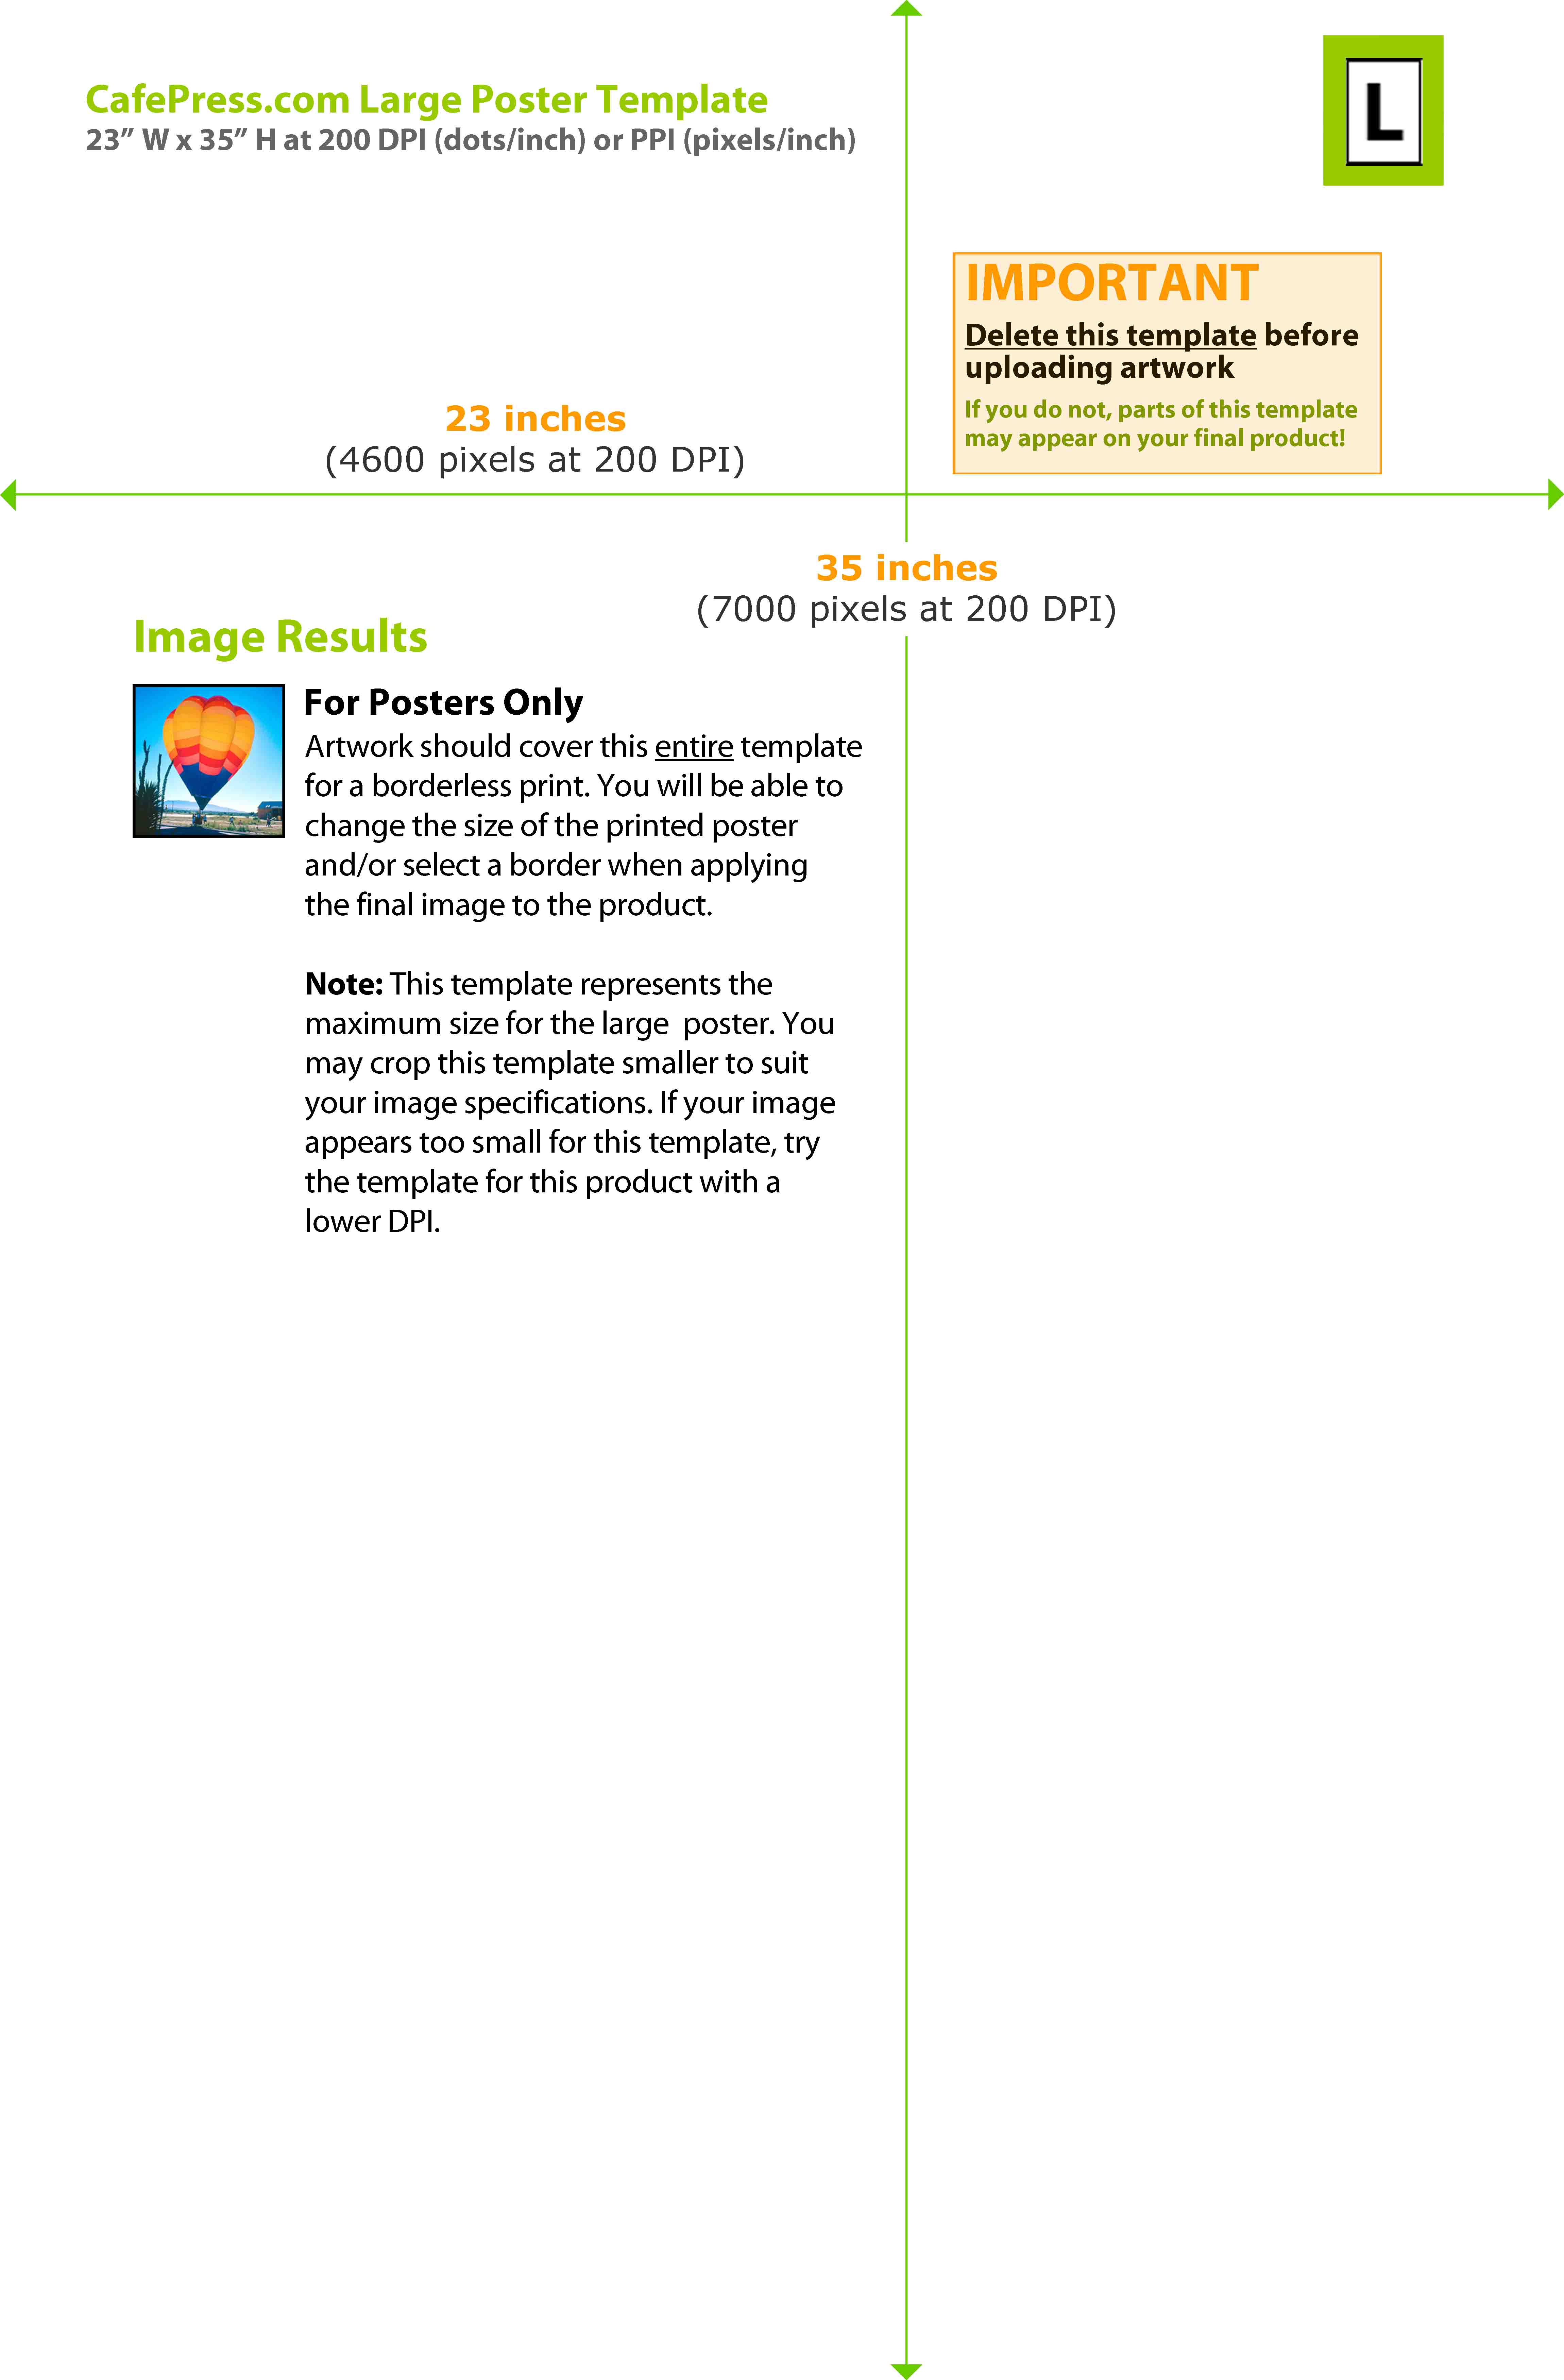 CafePress.com Large Poster Template
23” W x 35” H at 200 DPI (dots/inch) or PPI (pixels/inch)
L
IMPORTANT
Delete this template before
uploading artwork
If you do not, parts of this template
may appear on your final product!
23 inches
(4600 pixels at 200 DPI)
35 inches
(7000 pixels at 200 DPI)
Image Results
For Posters Only
Artwork should cover this entire template
for a borderless print. You will be able to
change the size of the printed poster
and/or select a border when applying
the final image to the product.
Note: This template represents the
maximum size for the large  poster. You
may crop this template smaller to suit
your image specifications. If your image
appears too small for this template, try
the template for this product with a
lower DPI.